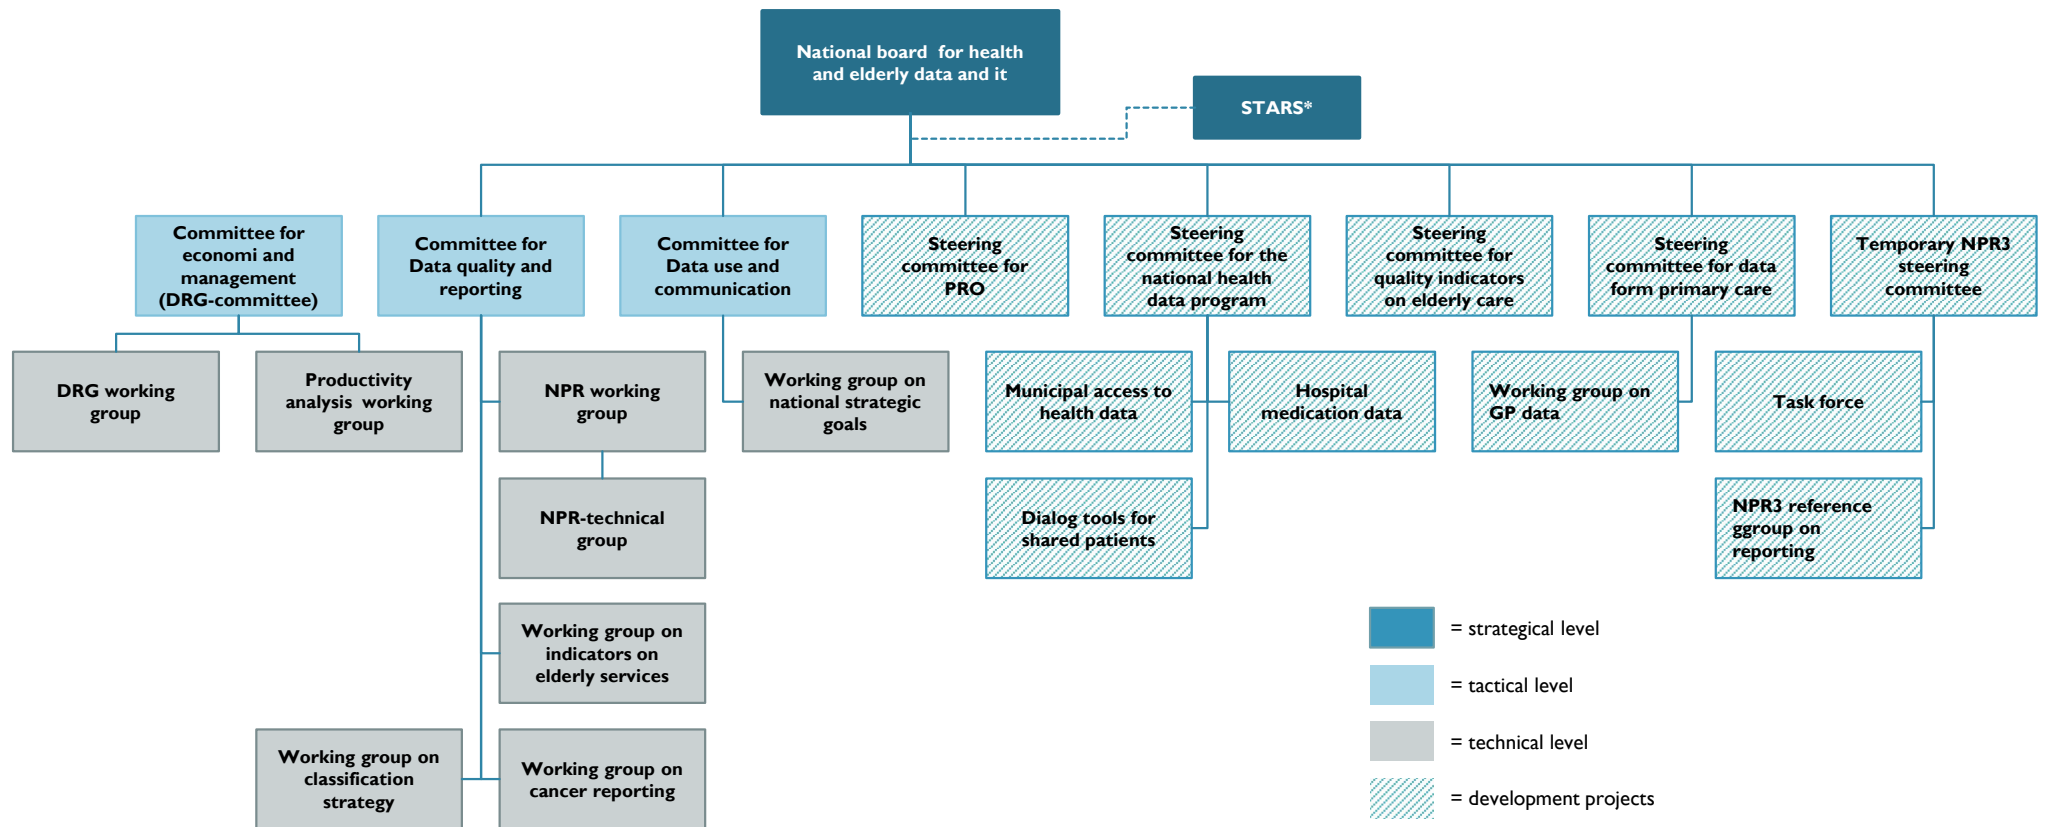 National board  for health
and elderly data and it
STARS*
Committee for
economi and
management
(DRG-committee)
Committee for
Data quality and
reporting
Committee for
Data use and
communication
Steering
committee for
PRO
Steering
committee for the
national health
data program
Steering
committee for
quality indicators
on elderly care
Steering
committee for data
form primary care
Temporary NPR3
steering
committee
DRG working
group
Productivity
analysis  working
group
NPR working
group
Working group on
national strategic
goals
Municipal access to
health data
Hospital
medication data
Working group on
GP data
Task force
NPR-technical
group
Dialog tools for
shared patients
NPR3 reference
ggroup on
reporting
Working group on
indicators on
elderly services
Working group on
classification
strategy
Working group on
cancer reporting
= strategical level
= tactical level
= technical level
= development projects